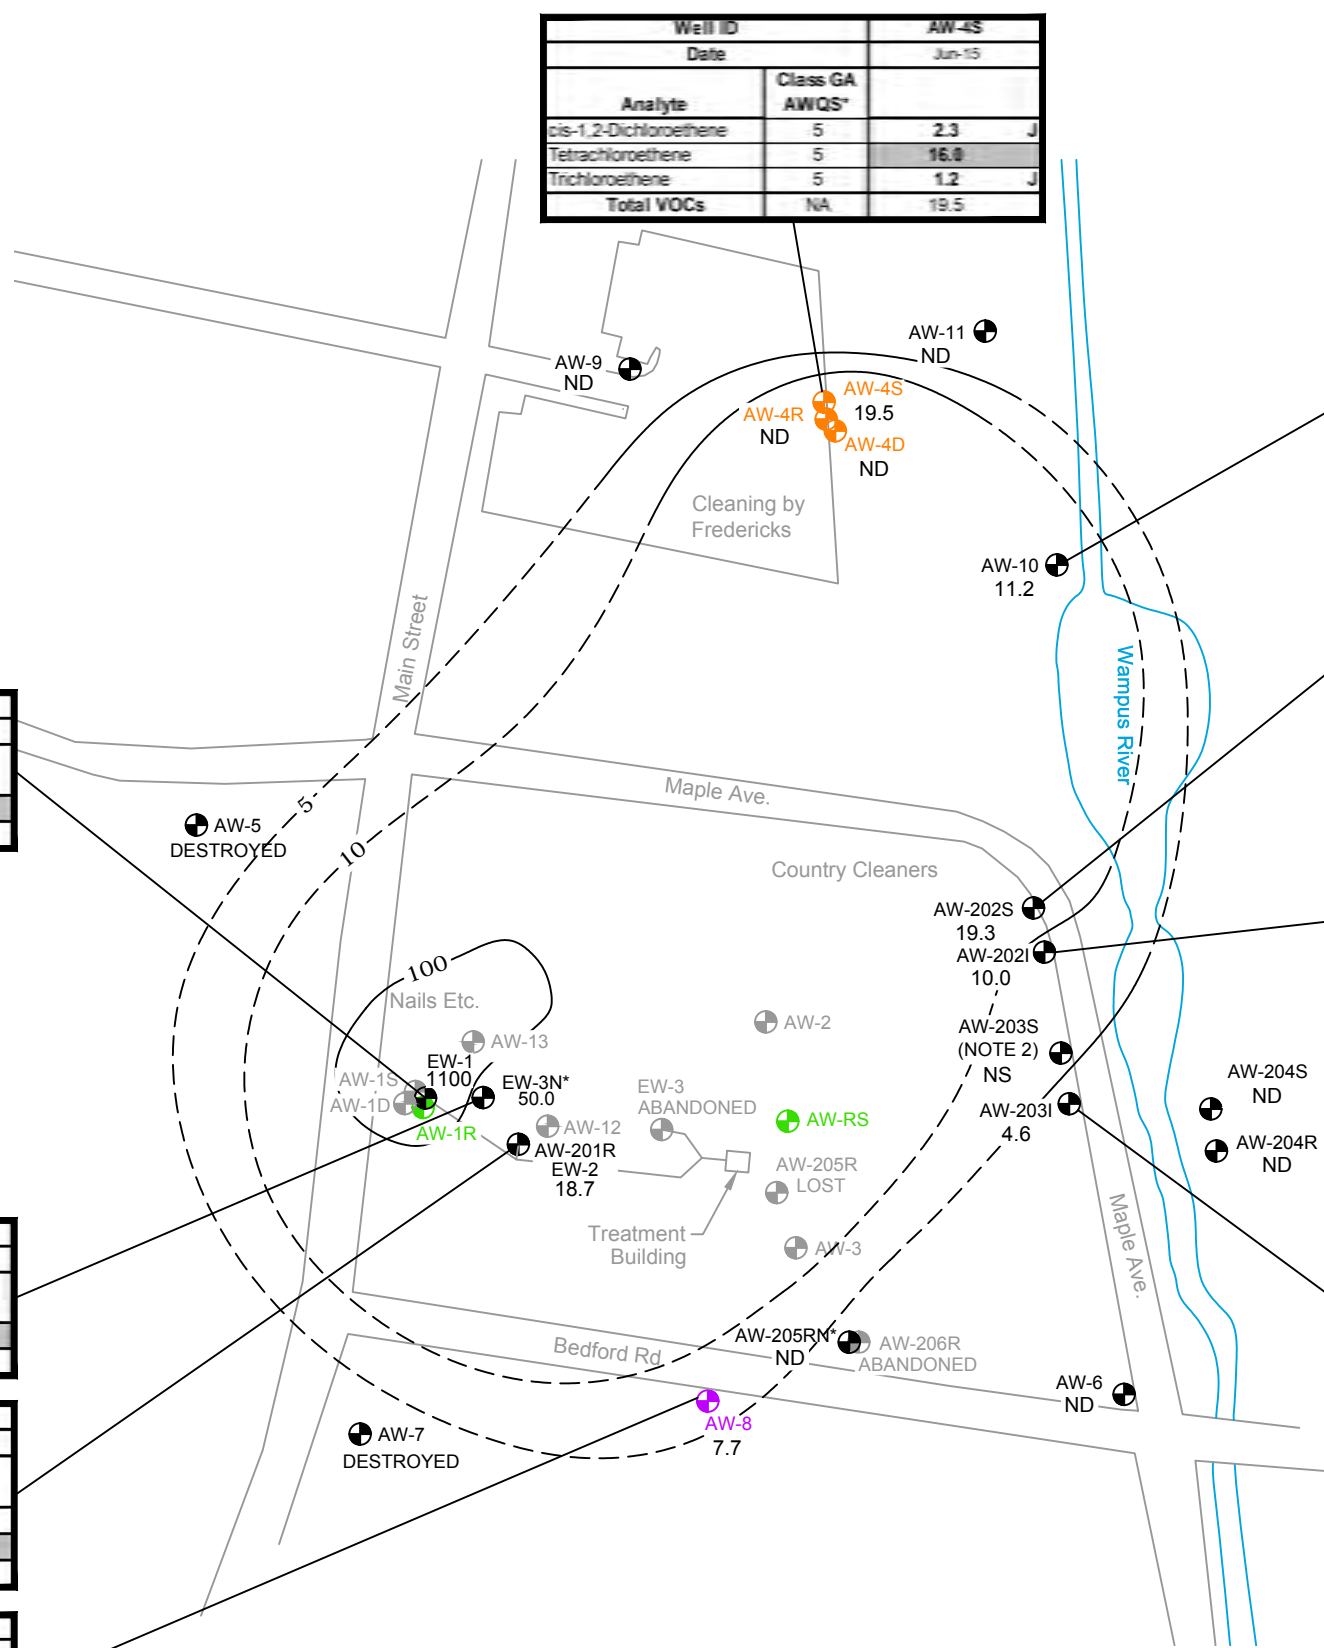 Well ID AW-4S
Date Jun-15
Analyte Class GA AWQS*
cis-1,2-Dichloroethene 5 2.3 J
Tetrachloroethene 5 16.0
Trichloroethene 5 1.2 J
Total VOCs NA 19.5
AW-11
ND
AW-9
ND
AW-4S
19.5
AW-4R
ND
AW-4D
ND
Cleaning by
Fredericks
AW-10
11.2
Main Street
Wampus River
Maple Ave.
5
10
AW-5
DESTROYED
Country Cleaners
AW-202S
19.3
AW-202I
10.0
100
Nails Etc.
AW-2
AW-13
AW-203S
(NOTE 2)
NS
EW-1
1100
AW-1S
AW-1D
AW-1R
EW-3N*
50.0
EW-3
ABANDONED
AW-RS
AW-12
AW-201R
EW-2
18.7
AW-203I
4.6
AW-204S
ND
AW-204R
ND
AW-205R
LOST
Treatment
Building
AW-3
Maple Ave.
AW-205RN*
ND
AW-206R
ABANDONED
Bedford Rd
AW-6
ND
AW-8
7.7
AW-7
DESTROYED